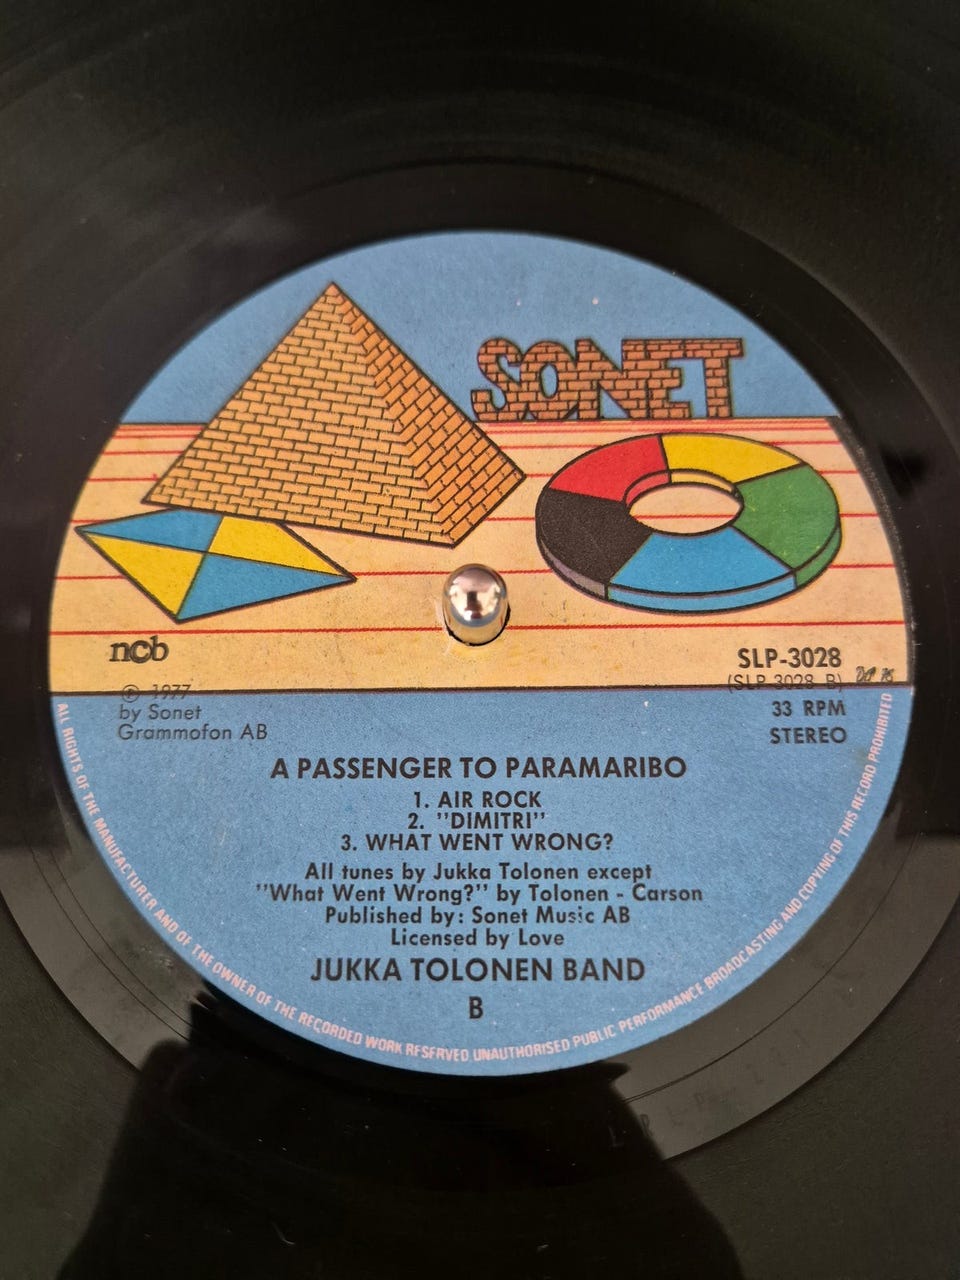 SONET
ncb
SLP-3028
(SLP 3028 B)
℗ 1977
by Sonet
Grammofon AB
33 RPM
STEREO
A PASSENGER TO PARAMARIBO
1. AIR ROCK
2. "DIMITRI"
3. WHAT WENT WRONG?
All tunes by Jukka Tolonen except
"What Went Wrong?" by Tolonen - Carson
Published by: Sonet Music AB
Licensed by Love
JUKKA TOLONEN BAND
B
ALL RIGHTS OF THE MANUFACTURER AND OF THE OWNER OF THE RECORDED WORK RESERVED UNAUTHORISED PUBLIC PERFORMANCE BROADCASTING AND COPYING OF THIS RECORD PROHIBITED